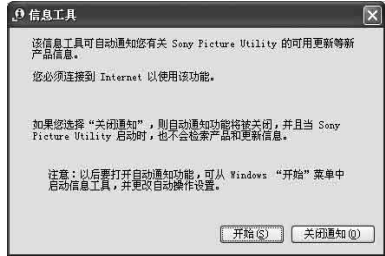 信息工具
该信息工具可自动通知您有关 Sony Picture Utility 的可用更新等新
产品信息。
您必须连接到 Internet 以使用该功能。
如果您选择“关闭通知”，则自动通知功能将被关闭，并且当 Sony
Picture Utility 启动时，也不会检索产品和更新信息。
注意：以后要打开自动通知功能，可从 Windows “开始”菜单中
启动信息工具，并更改自动操作设置。
开始(S) 关闭通知(O)